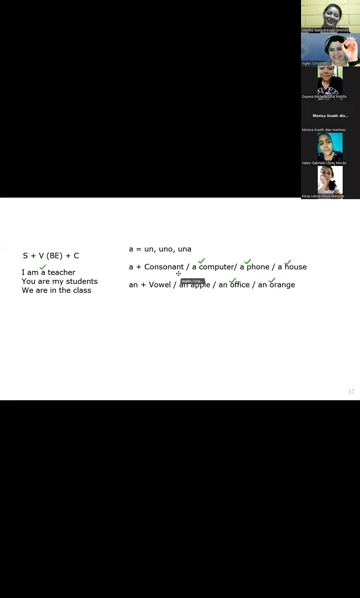 Monica lizeth dia...
S + V (BE) + C
I am a teacher
You are my students
We are in the class
a = un, uno, una
a + Consonant / a computer/ a phone / a house
an + Vowel / an apple / an office / an orange